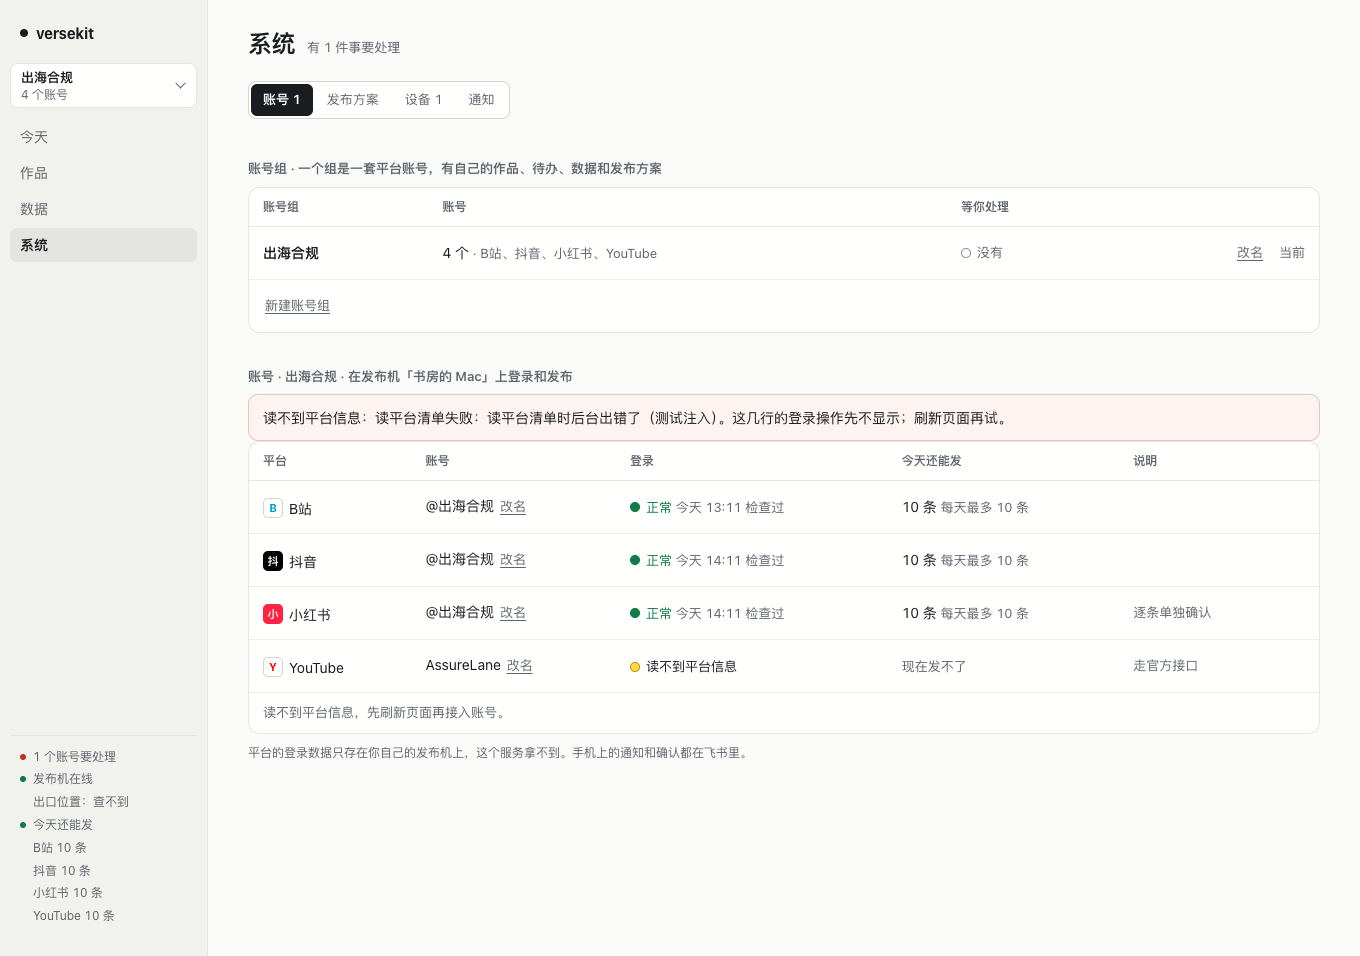 versekit
出海合规
4 个账号
今天
作品
数据
系统
1 个账号要处理
发布机在线
出口位置：查不到
今天还能发
B站 10 条
抖音 10 条
小红书 10 条
YouTube 10 条
系统 有 1 件事要处理
账号 1 发布方案 设备 1 通知
账号组 · 一个组是一套平台账号，有自己的作品、待办、数据和发布方案
账号组 账号 等你处理
出海合规 4 个 · B站、抖音、小红书、YouTube 没有 改名 当前
新建账号组
账号 · 出海合规 · 在发布机「书房的 Mac」上登录和发布
读不到平台信息：读平台清单失败：读平台清单时后台出错了（测试注入）。这几行的登录操作先不显示；刷新页面再试。
平台 账号 登录 今天还能发 说明
B B站 @出海合规 改名 正常 今天 13:11 检查过 10 条 每天最多 10 条
抖 抖音 @出海合规 改名 正常 今天 14:11 检查过 10 条 每天最多 10 条
小 小红书 @出海合规 改名 正常 今天 14:11 检查过 10 条 每天最多 10 条 逐条单独确认
Y YouTube AssureLane 改名 读不到平台信息 现在发不了 走官方接口
读不到平台信息，先刷新页面再接入账号。
平台的登录数据只存在你自己的发布机上，这个服务拿不到。手机上的通知和确认都在飞书里。